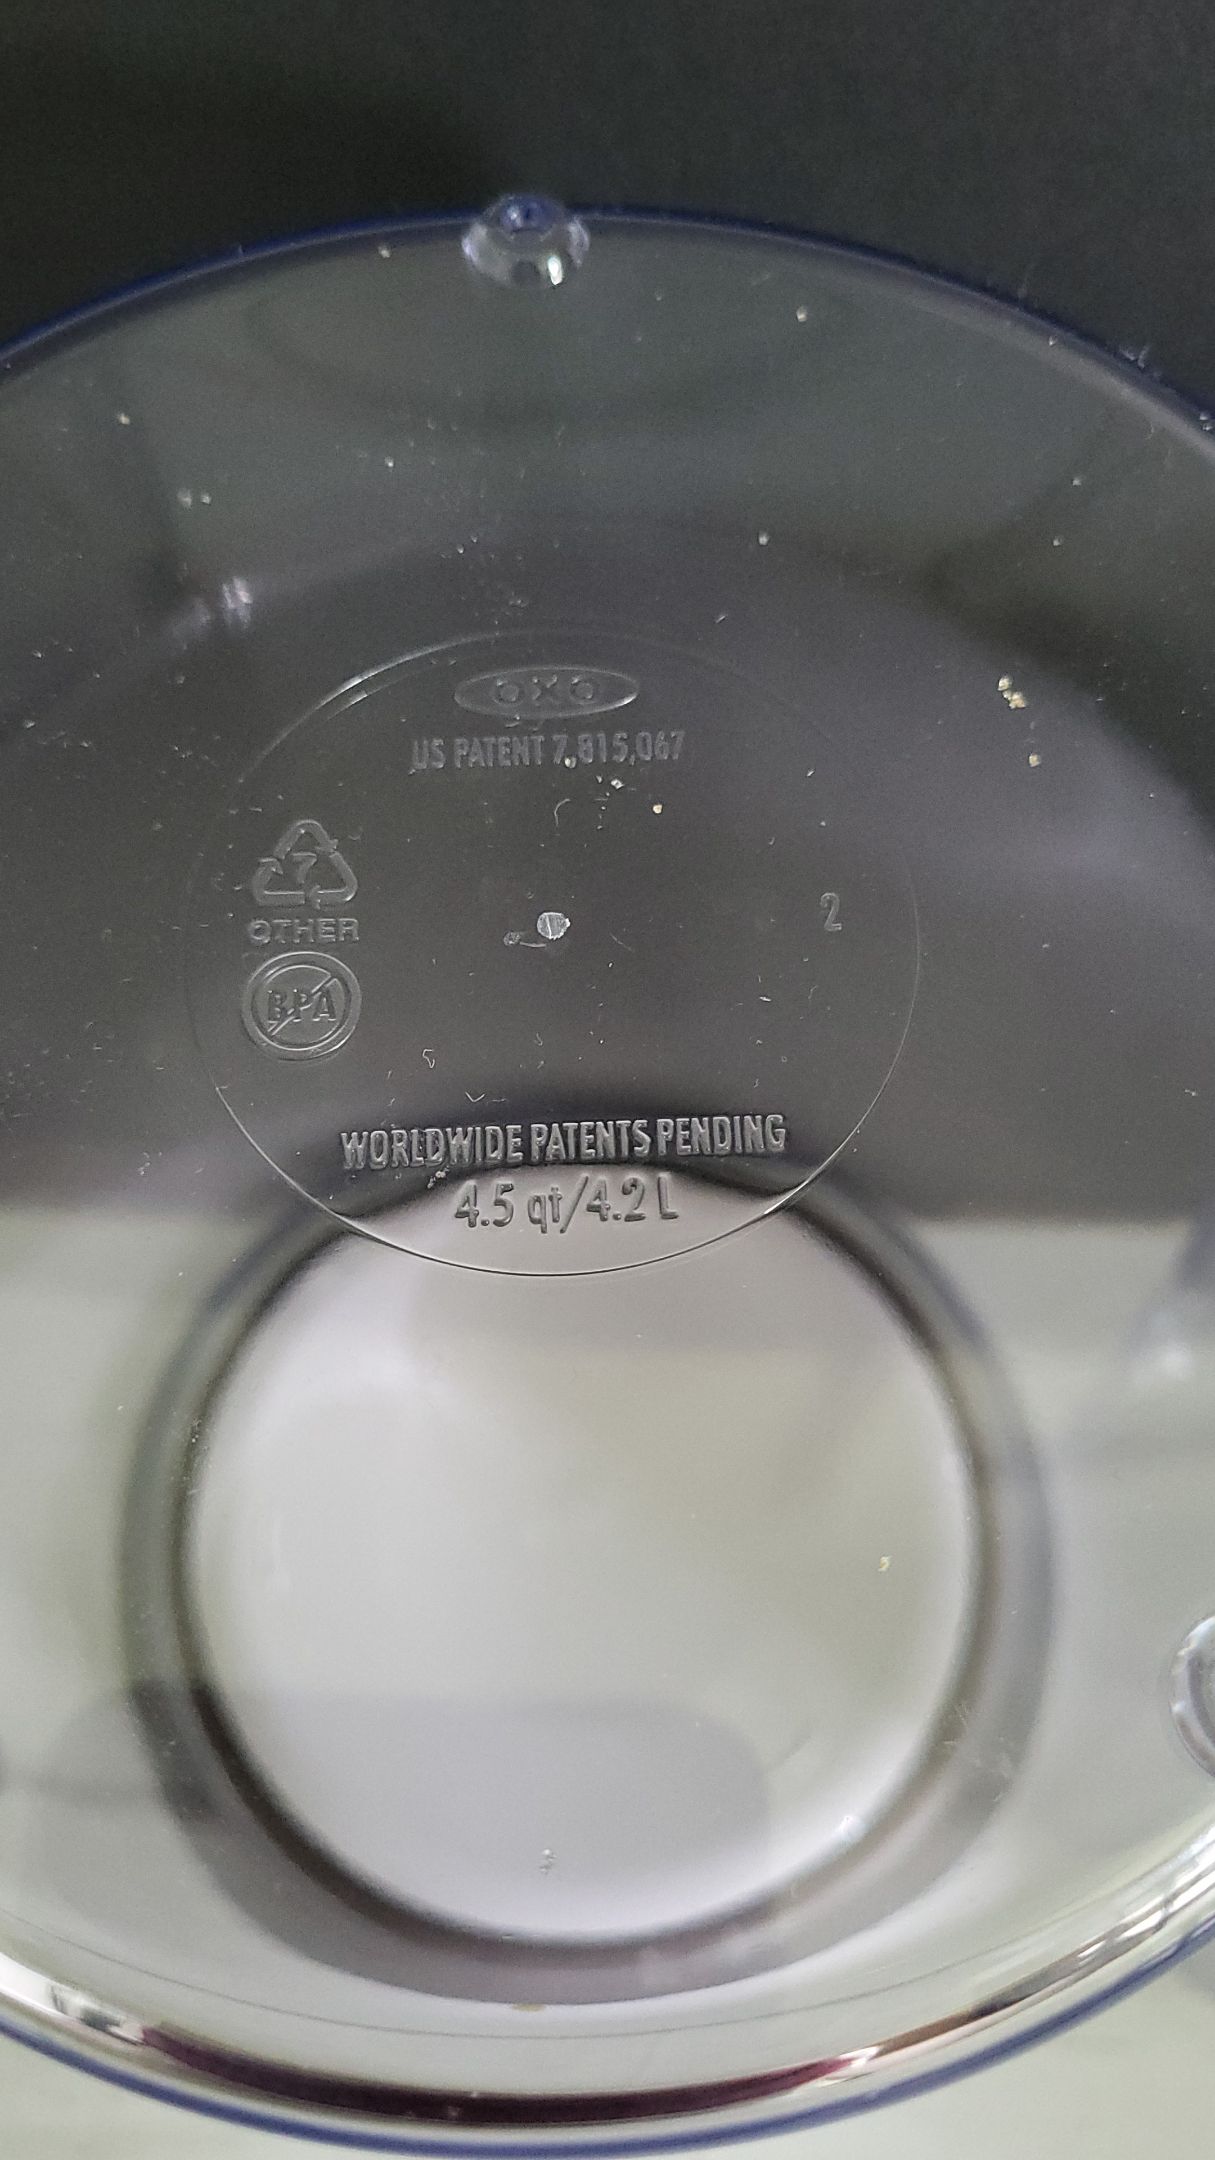 OXO
US PATENT 7,815,067
7
OTHER
BPA
2
WORLDWIDE PATENTS PENDING
4.5 qt/4.2 L